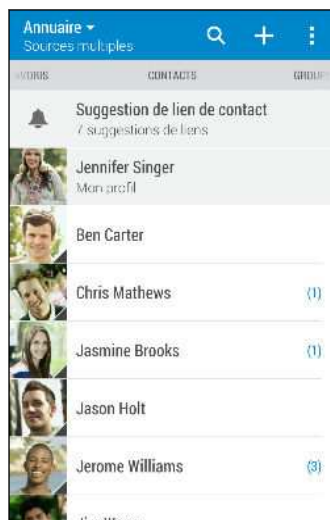 Annuaire
Sources multiples
CONTACTS
Suggestion de lien de contact
7 suggestions de liens
Jennifer Singer
Mon profil
Ben Carter
Chris Mathews (1)
Jasmine Brooks (1)
Jason Holt
Jerome Williams (3)